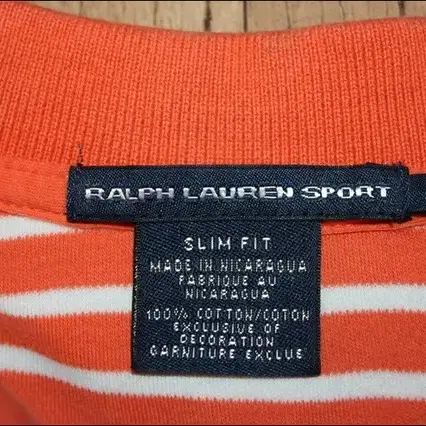 RALPH LAUREN SPORT
SLIM FIT
MADE IN NICARAGUA
FABRIQUE AU
NICARAGUA
100% COTTON/COTON
EXCLUSIVE OF
DECORATION
GARNITURE EXCLUE